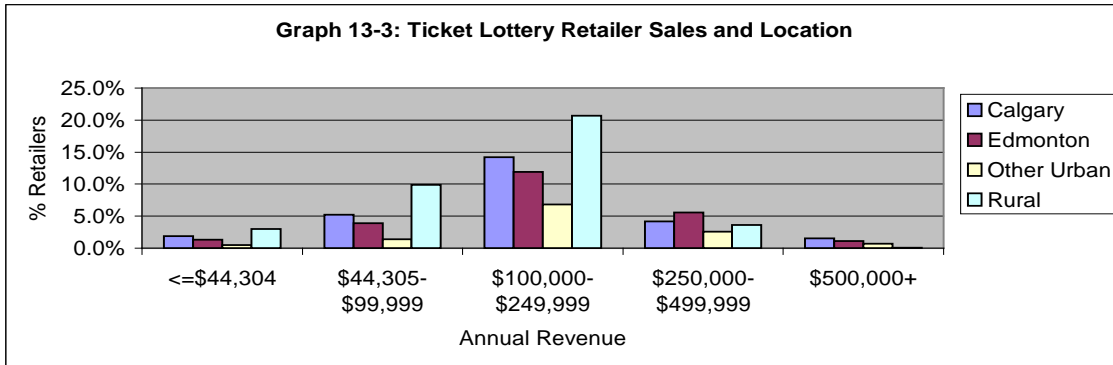 Graph 13-3: Ticket Lottery Retailer Sales and Location
25.0%
20.0%
15.0%
10.0%
5.0%
0.0%
% Retailers
<=$44,304
$44,305-
$99,999
$100,000-
$249,999
$250,000-
$499,999
$500,000+
Annual Revenue
Calgary
Edmonton
Other Urban
Rural